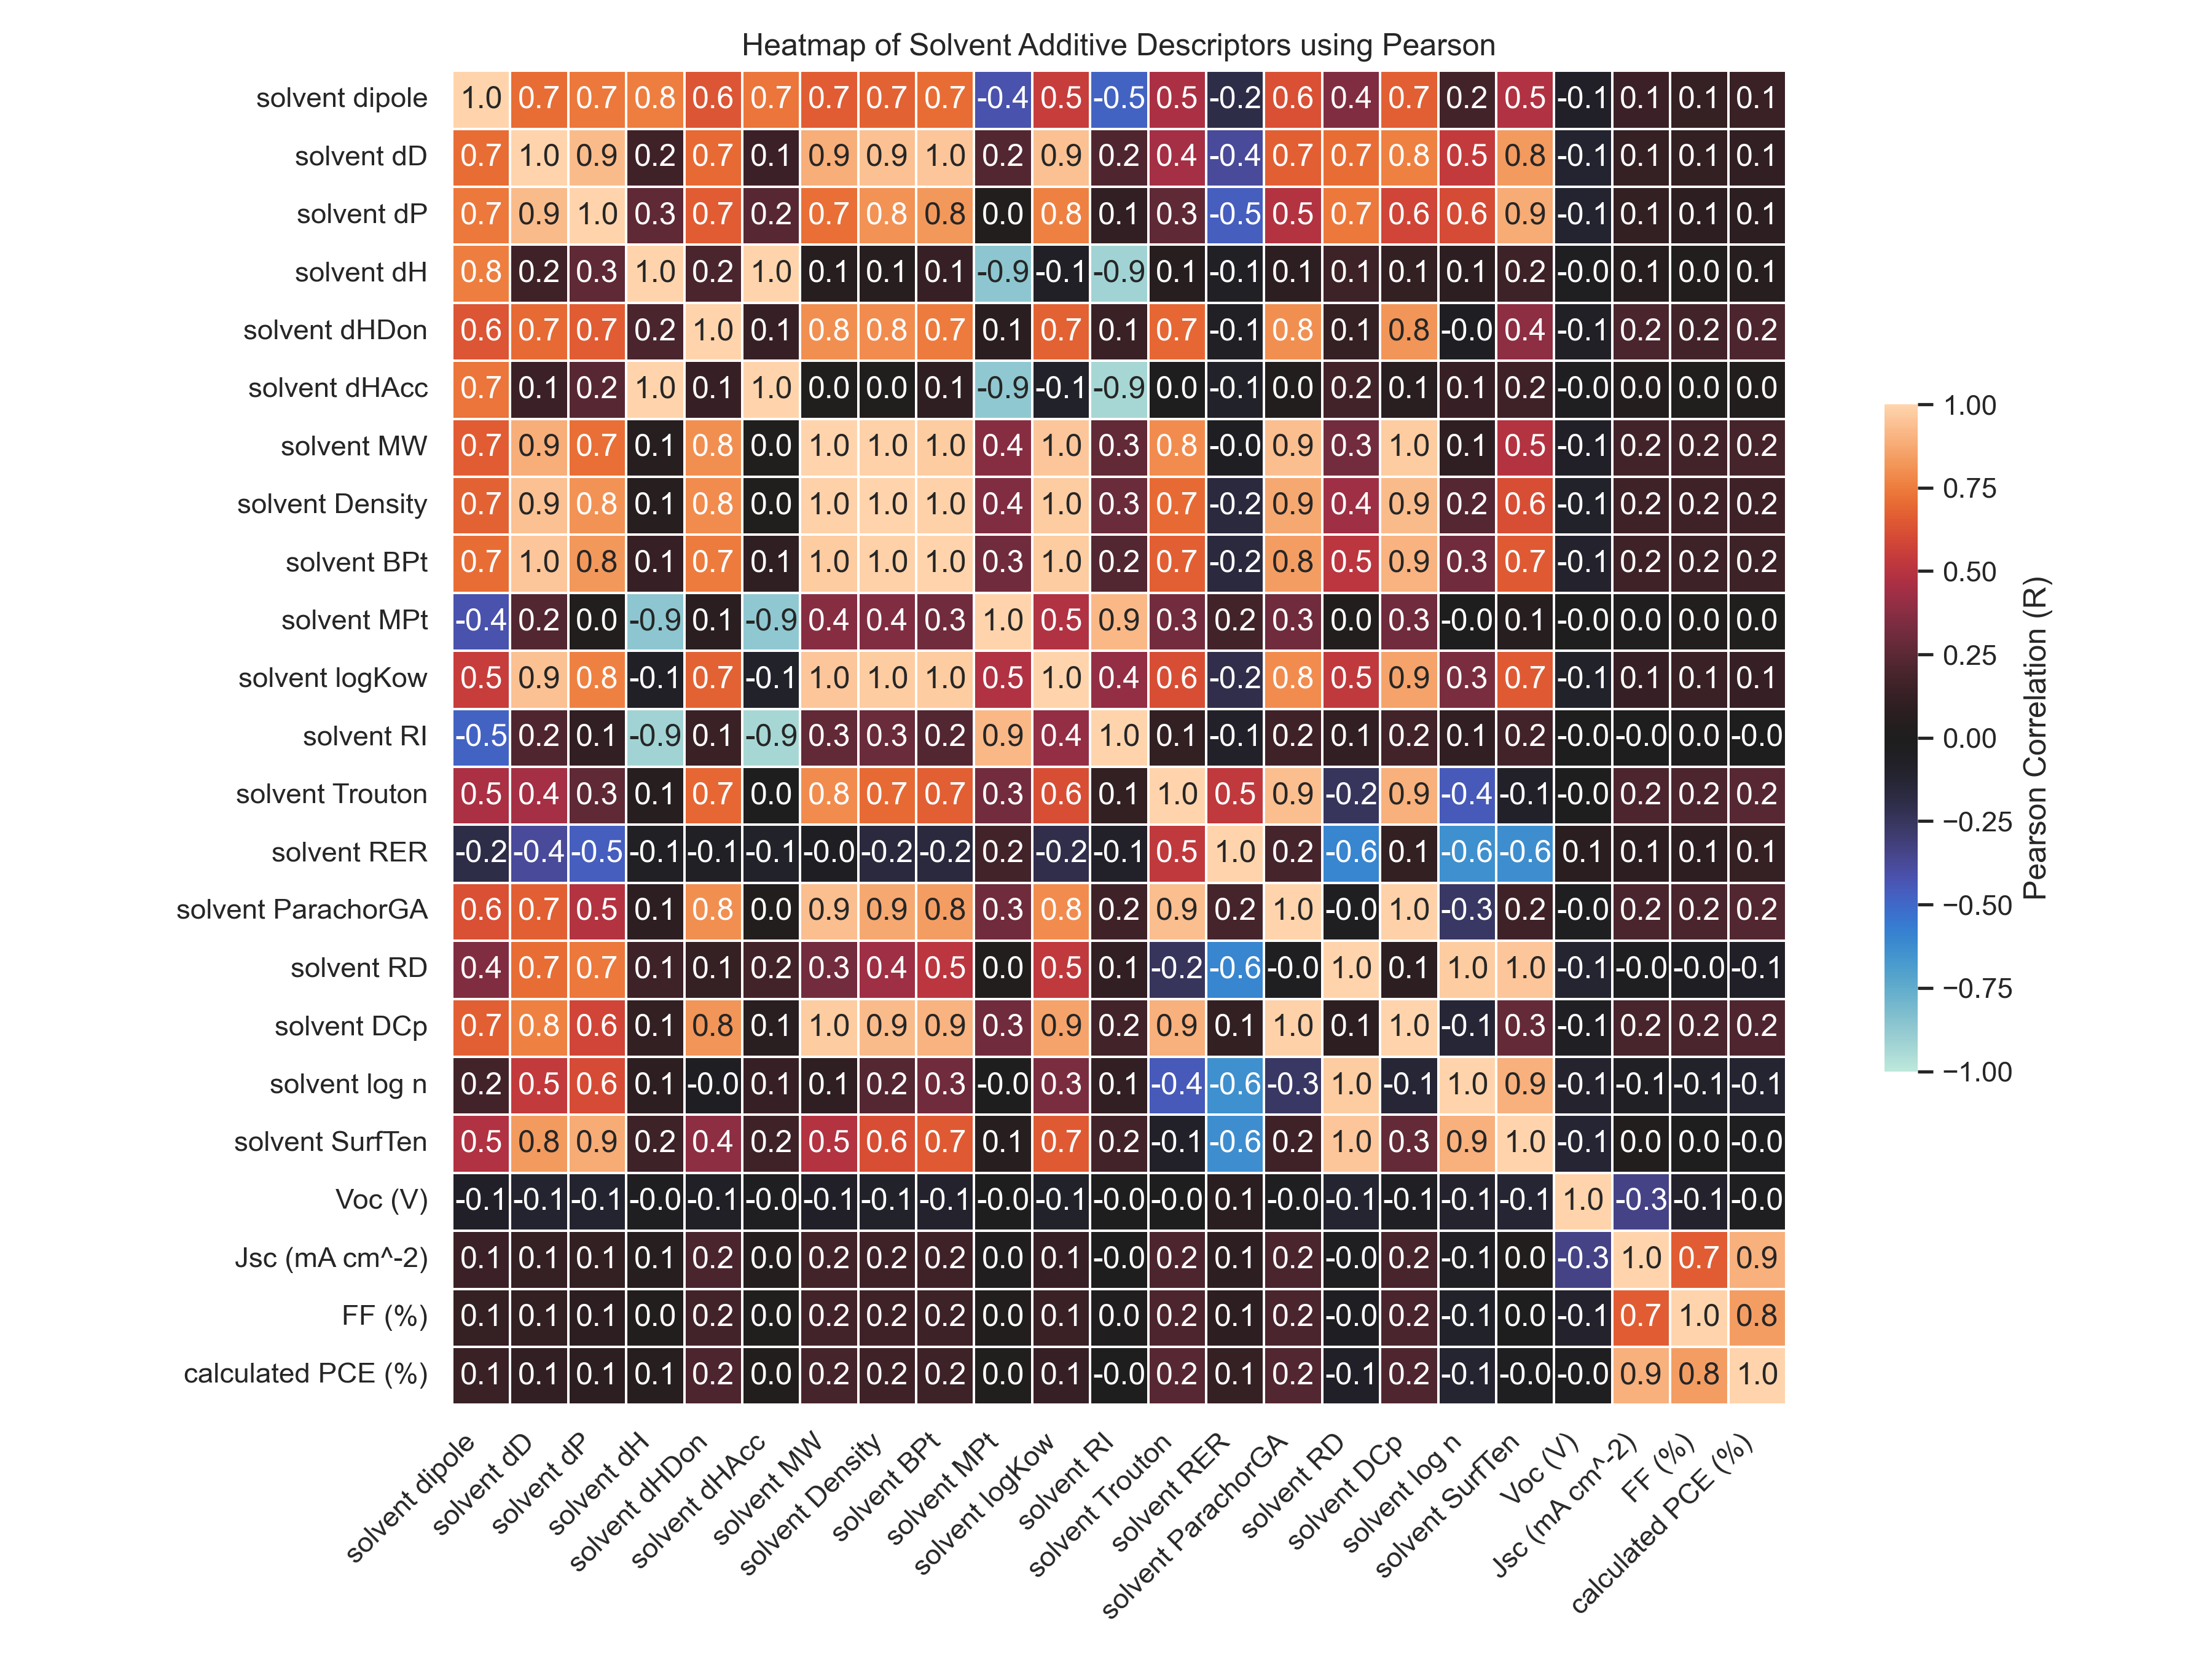 Heatmap of Solvent Additive Descriptors using Pearson
solvent dipole 1.0 0.7 0.7 0.8 0.6 0.7 0.7 0.7 0.7 -0.4 0.5 -0.5 0.5 -0.2 0.6 0.4 0.7 0.2 0.5 -0.1 0.1 0.1 0.1
solvent dD 0.7 1.0 0.9 0.2 0.7 0.1 0.9 0.9 1.0 0.2 0.9 0.2 0.4 -0.4 0.7 0.7 0.8 0.5 0.8 -0.1 0.1 0.1 0.1
solvent dP 0.7 0.9 1.0 0.3 0.7 0.2 0.7 0.8 0.8 0.0 0.8 0.1 0.3 -0.5 0.5 0.7 0.6 0.6 0.9 -0.1 0.1 0.1 0.1
solvent dH 0.8 0.2 0.3 1.0 0.2 1.0 0.1 0.1 0.1 -0.9 -0.1 -0.9 0.1 -0.1 0.1 0.1 0.1 0.1 0.2 -0.0 0.1 0.0 0.1
solvent dHDon 0.6 0.7 0.7 0.2 1.0 0.1 0.8 0.8 0.7 0.1 0.7 0.1 0.7 -0.1 0.8 0.1 0.8 -0.0 0.4 -0.1 0.2 0.2 0.2
solvent dHAcc 0.7 0.1 0.2 1.0 0.1 1.0 0.0 0.0 0.1 -0.9 -0.1 -0.9 0.0 -0.1 0.0 0.2 0.1 0.1 0.2 -0.0 0.0 0.0 0.0
solvent MW 0.7 0.9 0.7 0.1 0.8 0.0 1.0 1.0 1.0 0.4 1.0 0.3 0.8 -0.0 0.9 0.3 1.0 0.1 0.5 -0.1 0.2 0.2 0.2
solvent Density 0.7 0.9 0.8 0.1 0.8 0.0 1.0 1.0 1.0 0.4 1.0 0.3 0.7 -0.2 0.9 0.4 0.9 0.2 0.6 -0.1 0.2 0.2 0.2
solvent BPt 0.7 1.0 0.8 0.1 0.7 0.1 1.0 1.0 1.0 0.3 1.0 0.2 0.7 -0.2 0.8 0.5 0.9 0.3 0.7 -0.1 0.2 0.2 0.2
solvent MPt -0.4 0.2 0.0 -0.9 0.1 -0.9 0.4 0.4 0.3 1.0 0.5 0.9 0.3 0.2 0.3 0.0 0.3 -0.0 0.1 -0.0 0.0 0.0 0.0
solvent logKow 0.5 0.9 0.8 -0.1 0.7 -0.1 1.0 1.0 1.0 0.5 1.0 0.4 0.6 -0.2 0.8 0.5 0.9 0.3 0.7 -0.1 0.1 0.1 0.1
solvent RI -0.5 0.2 0.1 -0.9 0.1 -0.9 0.3 0.3 0.2 0.9 0.4 1.0 0.1 -0.1 0.2 0.1 0.2 0.1 0.2 -0.0 -0.0 0.0 -0.0
solvent Trouton 0.5 0.4 0.3 0.1 0.7 0.0 0.8 0.7 0.7 0.3 0.6 0.1 1.0 0.5 0.9 -0.2 0.9 -0.4 -0.1 -0.0 0.2 0.2 0.2
solvent RER -0.2 -0.4 -0.5 -0.1 -0.1 -0.1 -0.0 -0.2 -0.2 0.2 -0.2 -0.1 0.5 1.0 0.2 -0.6 0.1 -0.6 -0.6 0.1 0.1 0.1 0.1
solvent ParachorGA 0.6 0.7 0.5 0.1 0.8 0.0 0.9 0.9 0.8 0.3 0.8 0.2 0.9 0.2 1.0 -0.0 1.0 -0.3 0.2 -0.0 0.2 0.2 0.2
solvent RD 0.4 0.7 0.7 0.1 0.1 0.2 0.3 0.4 0.5 0.0 0.5 0.1 -0.2 -0.6 -0.0 1.0 0.1 1.0 1.0 -0.1 -0.0 -0.0 -0.1
solvent DCp 0.7 0.8 0.6 0.1 0.8 0.1 1.0 0.9 0.9 0.3 0.9 0.2 0.9 0.1 1.0 0.1 1.0 -0.1 0.3 -0.1 0.2 0.2 0.2
solvent log n 0.2 0.5 0.6 0.1 -0.0 0.1 0.1 0.2 0.3 -0.0 0.3 0.1 -0.4 -0.6 -0.3 1.0 -0.1 1.0 0.9 -0.1 -0.1 -0.1 -0.1
solvent SurfTen 0.5 0.8 0.9 0.2 0.4 0.2 0.5 0.6 0.7 0.1 0.7 0.2 -0.1 -0.6 0.2 1.0 0.3 0.9 1.0 -0.1 0.0 0.0 -0.0
Voc (V) -0.1 -0.1 -0.1 -0.0 -0.1 -0.0 -0.1 -0.1 -0.1 -0.0 -0.1 -0.0 -0.0 0.1 -0.0 -0.1 -0.1 -0.1 -0.1 1.0 -0.3 -0.1 -0.0
Jsc (mA cm^-2) 0.1 0.1 0.1 0.1 0.2 0.0 0.2 0.2 0.2 0.0 0.1 -0.0 0.2 0.1 0.2 -0.0 0.2 -0.1 0.0 -0.3 1.0 0.7 0.9
FF (%) 0.1 0.1 0.1 0.0 0.2 0.0 0.2 0.2 0.2 0.0 0.1 0.0 0.2 0.1 0.2 -0.0 0.2 -0.1 0.0 -0.1 0.7 1.0 0.8
calculated PCE (%) 0.1 0.1 0.1 0.1 0.2 0.0 0.2 0.2 0.2 0.0 0.1 -0.0 0.2 0.1 0.2 -0.1 0.2 -0.1 -0.0 -0.0 0.9 0.8 1.0
solvent dipole
solvent dD
solvent dP
solvent dH
solvent dHDon
solvent dHAcc
solvent MW
solvent Density
solvent BPt
solvent MPt
solvent logKow
solvent RI
solvent Trouton
solvent RER
solvent ParachorGA
solvent RD
solvent DCp
solvent log n
solvent SurfTen
Voc (V)
Jsc (mA cm^-2)
FF (%)
calculated PCE (%)
1.00
0.75
0.50
0.25
0.00
−0.25
−0.50
−0.75
−1.00
Pearson Correlation (R)